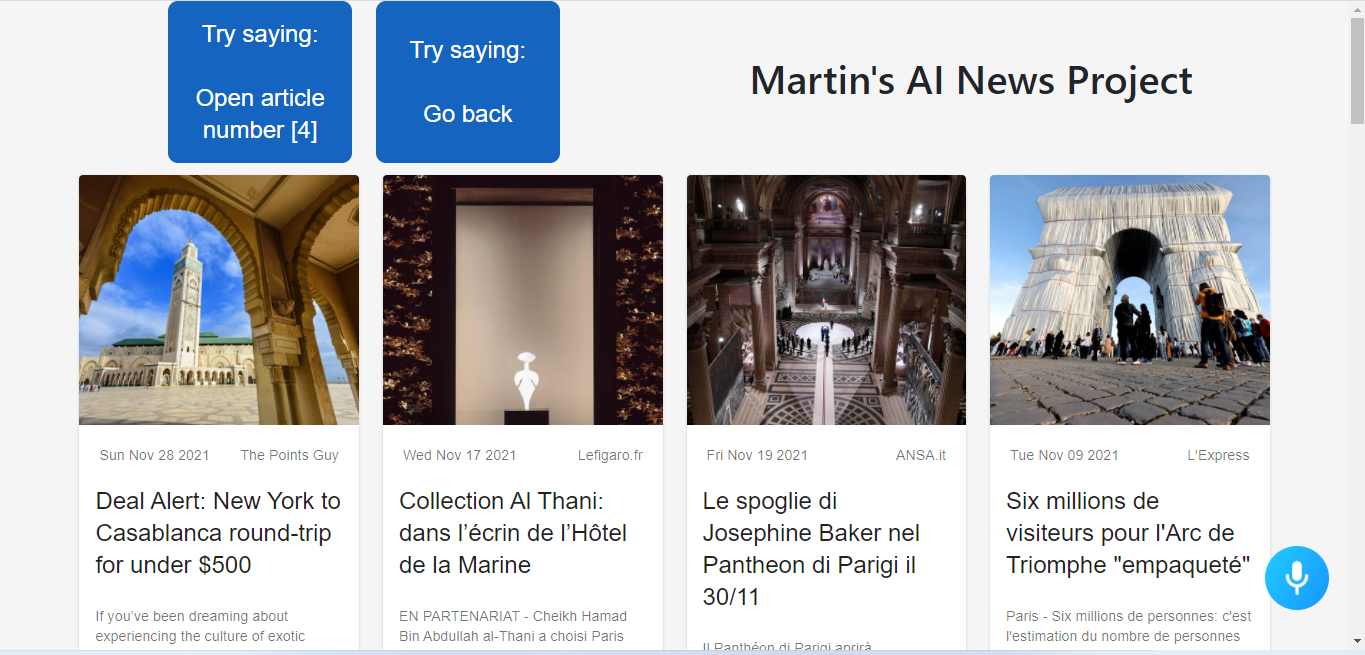 Try saying:
Open article
number [4]
Try saying:
Go back
Martin's AI News Project
Sun Nov 28 2021 The Points Guy
Deal Alert: New York to
Casablanca round-trip
for under $500
If you've been dreaming about
experiencing the culture of exotic
Wed Nov 17 2021 Lefigaro.fr
Collection Al Thani:
dans l’écrin de l’Hôtel
de la Marine
EN PARTENARIAT - Cheikh Hamad
Bin Abdullah al-Thani a choisi Paris
Fri Nov 19 2021 ANSA.it
Le spoglie di
Josephine Baker nel
Pantheon di Parigi il
30/11
Il Panthéon di Parigi aprirà
Tue Nov 09 2021 L'Express
Six millions de
visiteurs pour l'Arc de
Triomphe "empaqueté"
Paris - Six millions de personnes: c'est
l'estimation du nombre de personnes